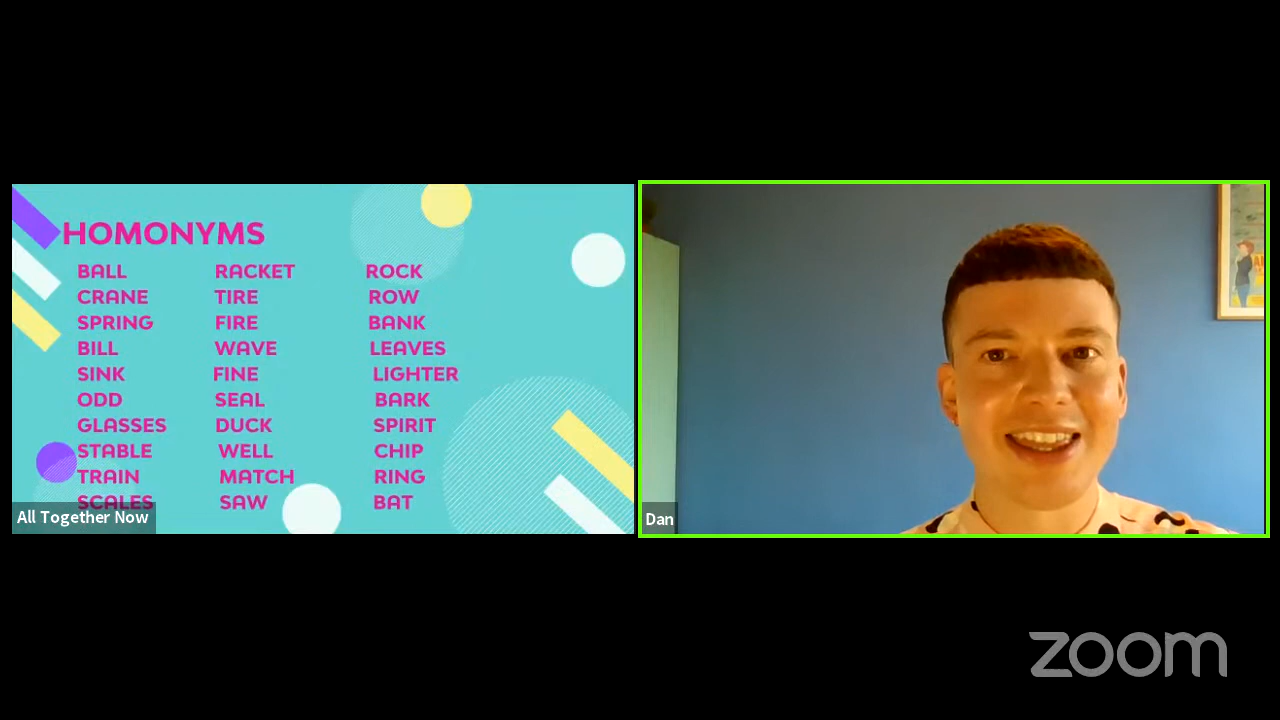 HOMONYMS
BALL RACKET ROCK
CRANE TIRE ROW
SPRING FIRE BANK
BILL WAVE LEAVES
SINK FINE LIGHTER
ODD SEAL BARK
GLASSES DUCK SPIRIT
STABLE WELL CHIP
TRAIN MATCH RING
SCALES SAW BAT
All Together Now
Dan
zoom